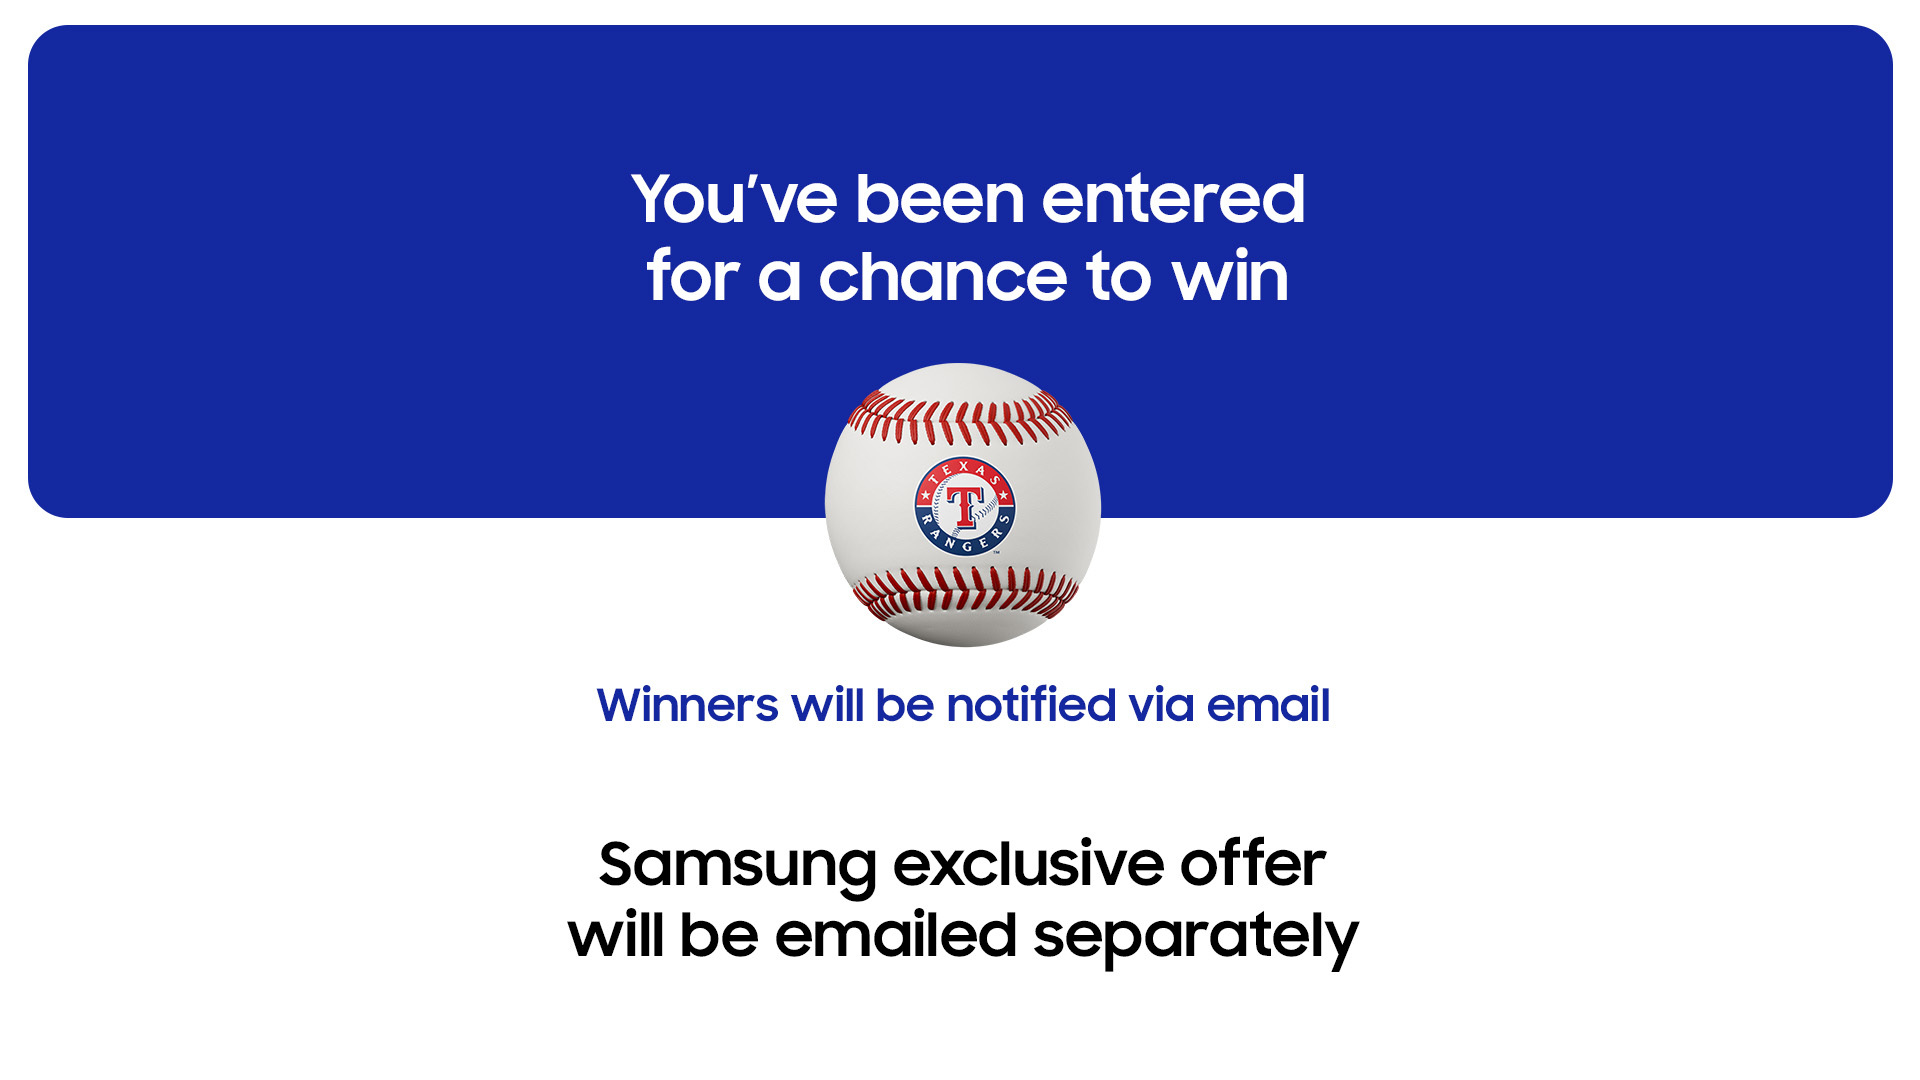 You’ve been entered
for a chance to win
TEXAS
T
RANGERS
TM
Winners will be notified via email
Samsung exclusive offer
will be emailed separately